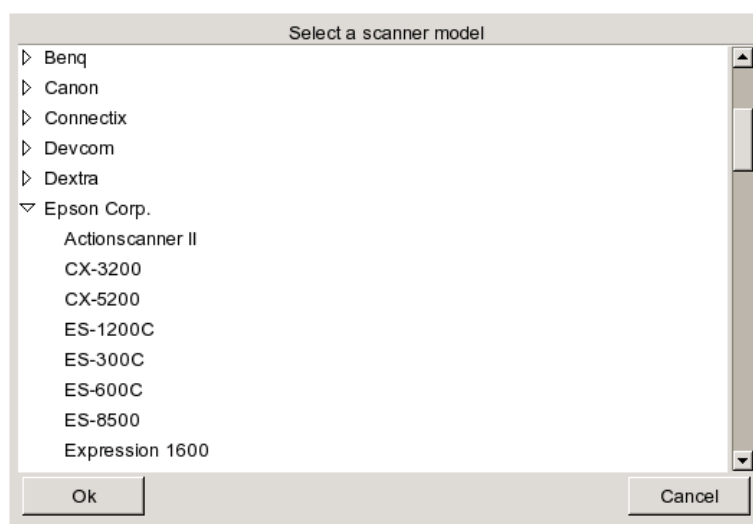 Select a scanner model
Benq
Canon
Connectix
Devcom
Dextra
Epson Corp.
Actionscanner II
CX-3200
CX-5200
ES-1200C
ES-300C
ES-600C
ES-8500
Expression 1600
Ok Cancel